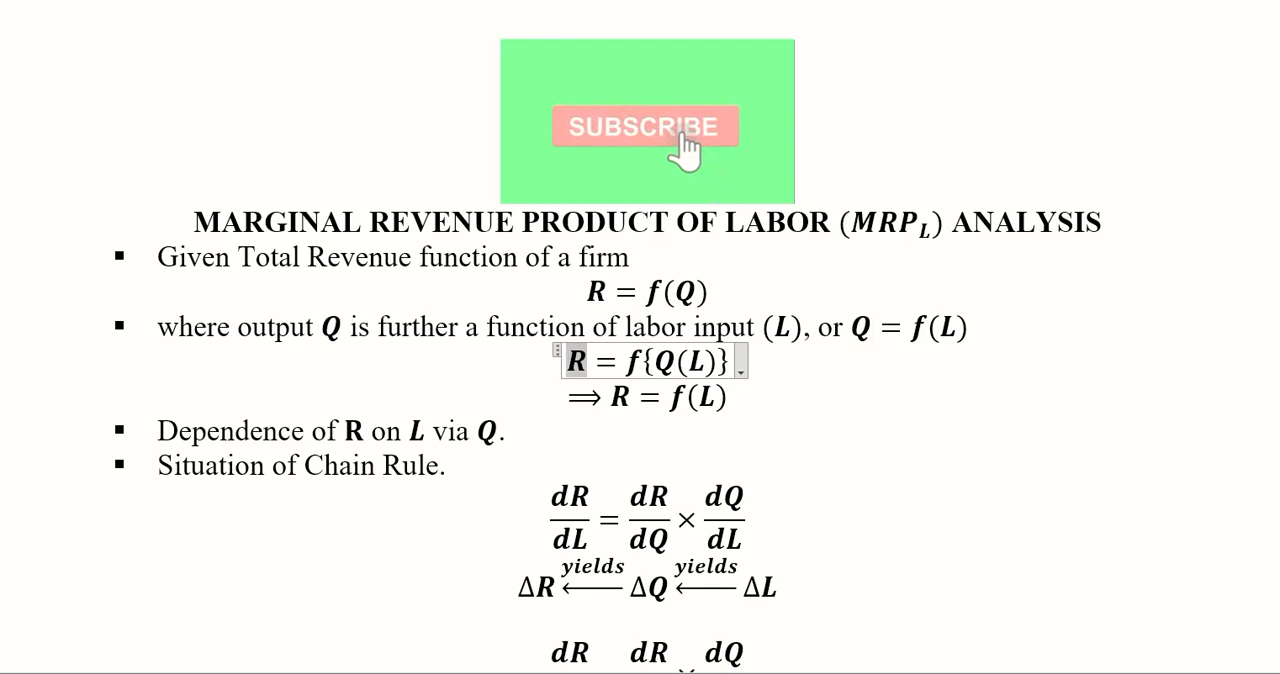 SUBSCRIBE
MARGINAL REVENUE PRODUCT OF LABOR (MRP_L) ANALYSIS
▪ Given Total Revenue function of a firm
R = f(Q)
▪ where output Q is further a function of labor input (L), or Q = f(L)
R = f{Q(L)}
⟹ R = f(L)
▪ Dependence of R on L via Q.
▪ Situation of Chain Rule.
dR/dL = dR/dQ × dQ/dL
ΔR ⟵yields ΔQ ⟵yields ΔL
dR dR dQ